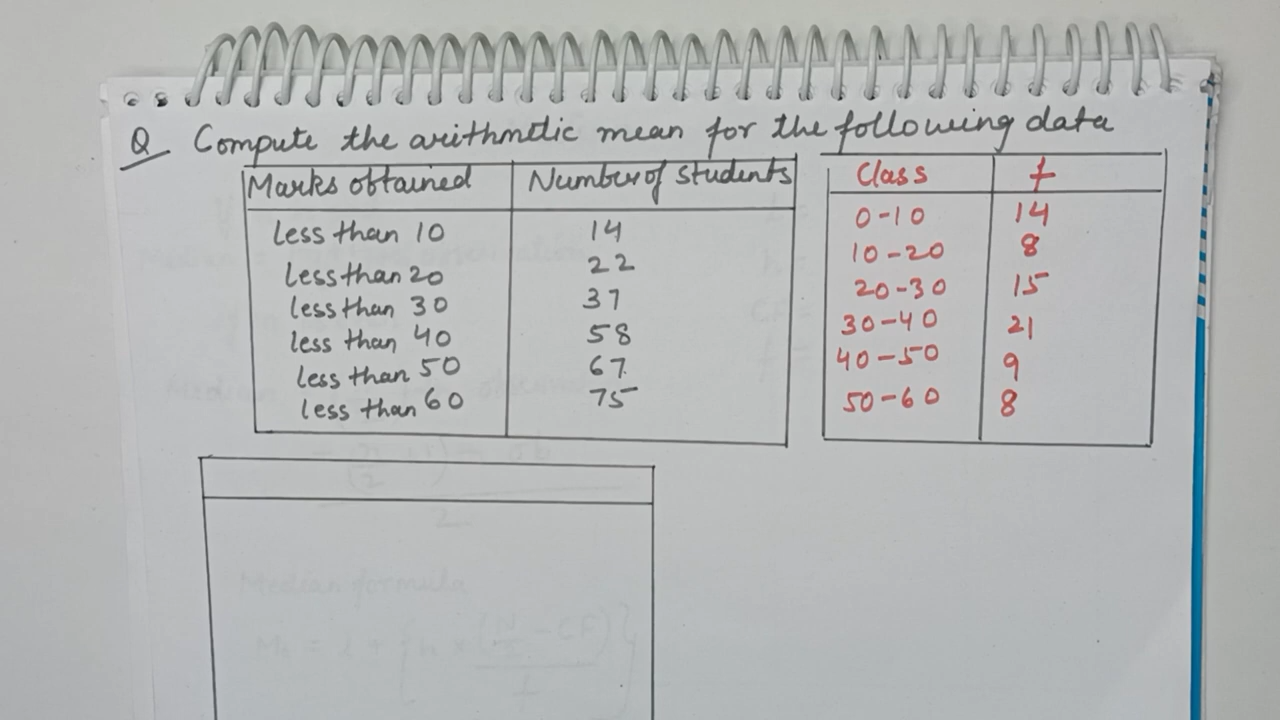 Q Compute the arithmetic mean for the following data
Marks obtained Number of students
less than 10 14
less than 20 22
less than 30 37
less than 40 58
less than 50 67
less than 60 75
Class f
0-10 14
10-20 8
20-30 15
30-40 21
40-50 9
50-60 8
Median formula